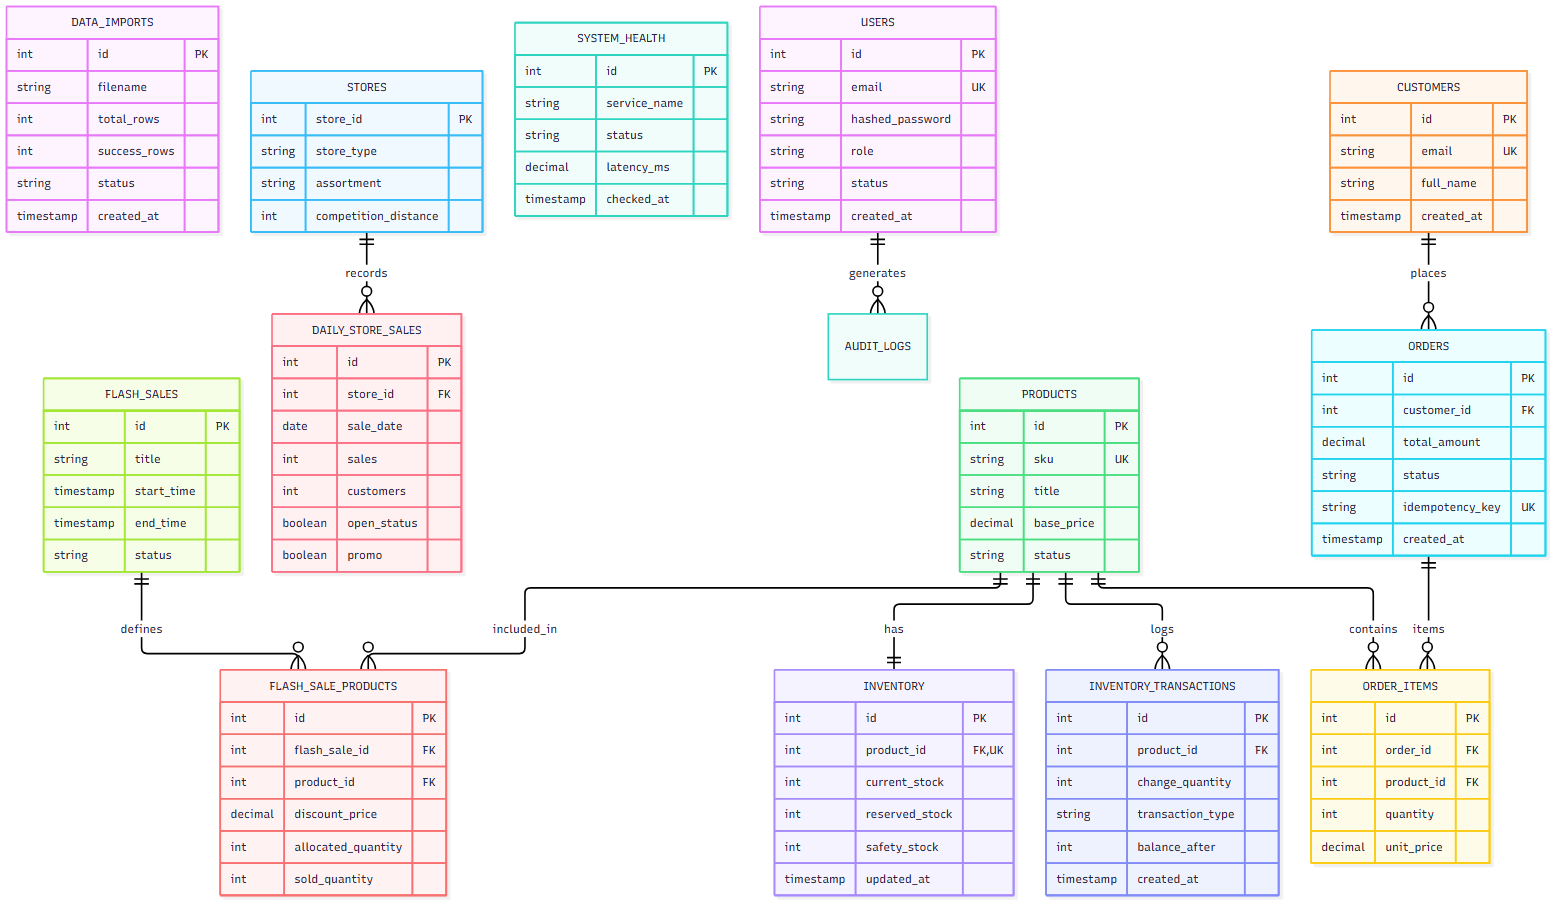 DATA_IMPORTS
int id PK
string filename
int total_rows
int success_rows
string status
timestamp created_at
STORES
int store_id PK
string store_type
string assortment
int competition_distance
SYSTEM_HEALTH
int id PK
string service_name
string status
decimal latency_ms
timestamp checked_at
USERS
int id PK
string email UK
string hashed_password
string role
string status
timestamp created_at
CUSTOMERS
int id PK
string email UK
string full_name
timestamp created_at
records
generates
places
DAILY_STORE_SALES
int id PK
int store_id FK
date sale_date
int sales
int customers
boolean open_status
boolean promo
AUDIT_LOGS
ORDERS
int id PK
int customer_id FK
decimal total_amount
string status
string idempotency_key UK
timestamp created_at
FLASH_SALES
int id PK
string title
timestamp start_time
timestamp end_time
string status
PRODUCTS
int id PK
string sku UK
string title
decimal base_price
string status
defines
included_in
has
logs
contains
items
FLASH_SALE_PRODUCTS
int id PK
int flash_sale_id FK
int product_id FK
decimal discount_price
int allocated_quantity
int sold_quantity
INVENTORY
int id PK
int product_id FK,UK
int current_stock
int reserved_stock
int safety_stock
timestamp updated_at
INVENTORY_TRANSACTIONS
int id PK
int product_id FK
int change_quantity
string transaction_type
int balance_after
timestamp created_at
ORDER_ITEMS
int id PK
int order_id FK
int product_id FK
int quantity
decimal unit_price